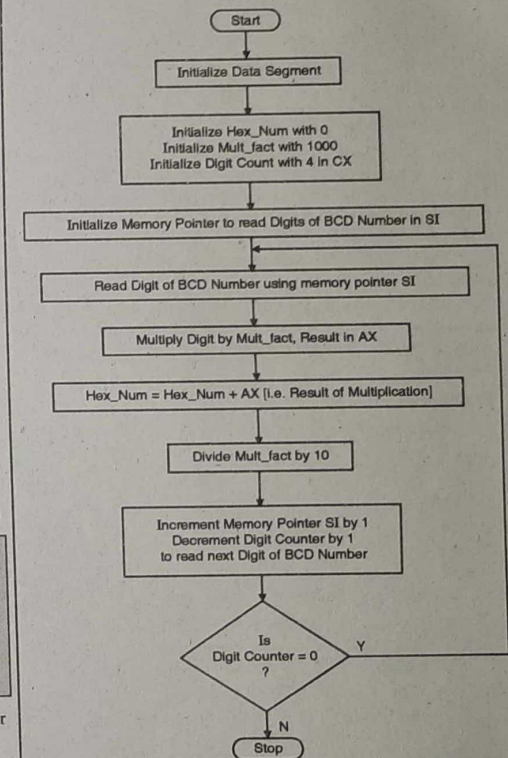 Start
Initialize Data Segment
Initialize Hex_Num with 0
Initialize Mult_fact with 1000
Initialize Digit Count with 4 in CX
Initialize Memory Pointer to read Digits of BCD Number in SI
Read Digit of BCD Number using memory pointer SI
Multiply Digit by Mult_fact, Result in AX
Hex_Num = Hex_Num + AX [i.e. Result of Multiplication]
Divide Mult_fact by 10
Increment Memory Pointer SI by 1
Decrement Digit Counter by 1
to read next Digit of BCD Number
Is
Digit Counter = 0
?
Y
r
N
Stop